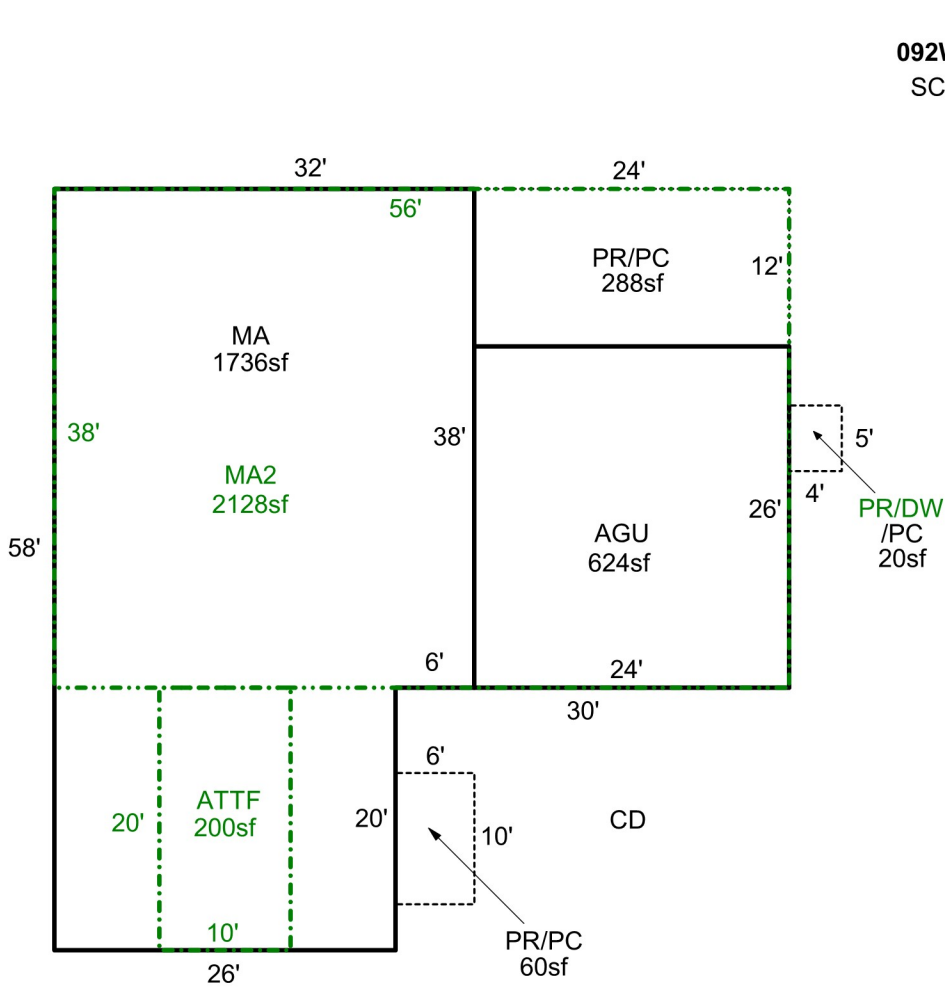 092V
SC
32'
24'
56'
PR/PC
288sf
12'
MA
1736sf
38'
38'
5'
MA2
2128sf
4'
26'
PR/DW
/PC
20sf
AGU
624sf
58'
6'
24'
30'
6'
ATTF
200sf
20'
20'
10'
CD
10'
26'
PR/PC
60sf